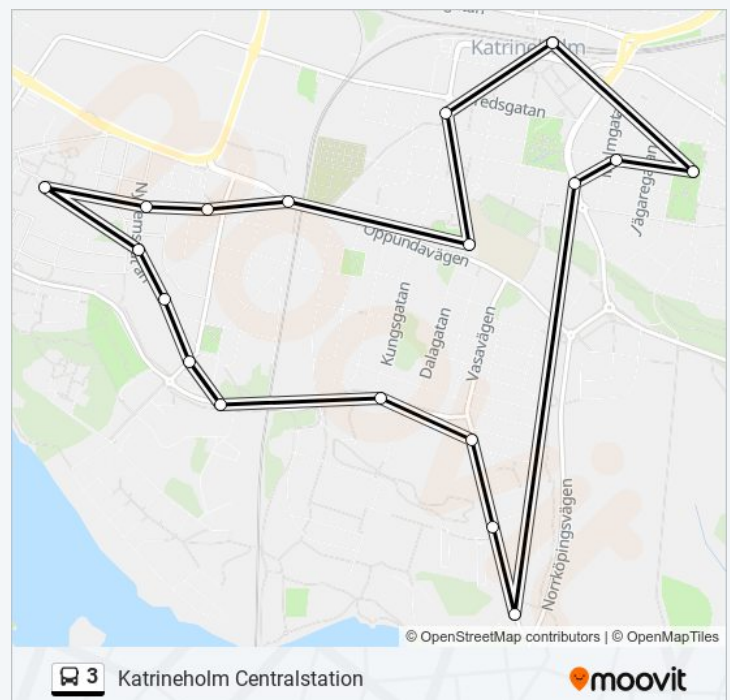 Katrineholm
redsgatan
Jägaregatan
Oppundavägen
Kungsgatan
Dalagatan
Vasavägen
Norrköpingsvägen
© OpenStreetMap contributors | © OpenMapTiles
3 Katrineholm Centralstation
moovit